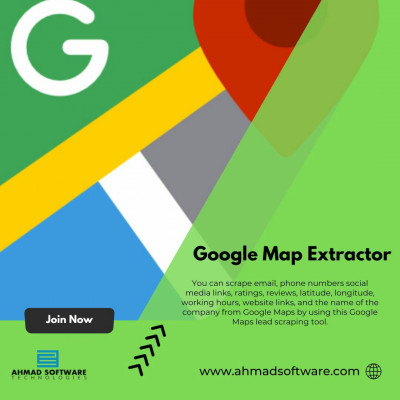 G
Google Map Extractor
You can scrape email, phone numbers social
media links, ratings, reviews, latitude, longitude,
working hours, website links, and the name of the
company from Google Maps by using this Google
Maps lead scraping tool.
Join Now
AHMAD SOFTWARE
TECHNOLOGIES
www.ahmadsoftware.com